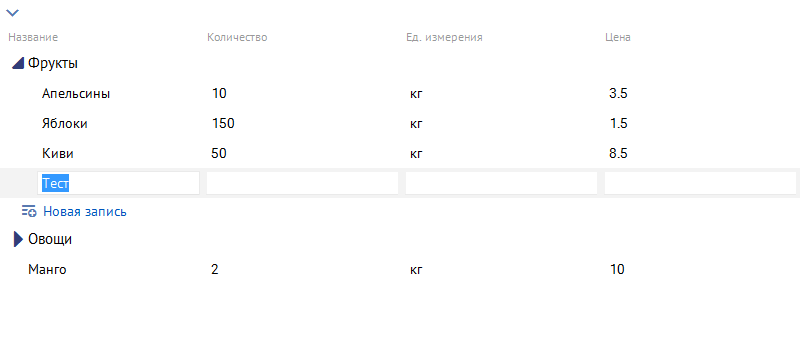 Название Количество Ед. измерения Цена
Фрукты
Апельсины 10 кг 3.5
Яблоки 150 кг 1.5
Киви 50 кг 8.5
Тест
Новая запись
Овощи
Манго 2 кг 10